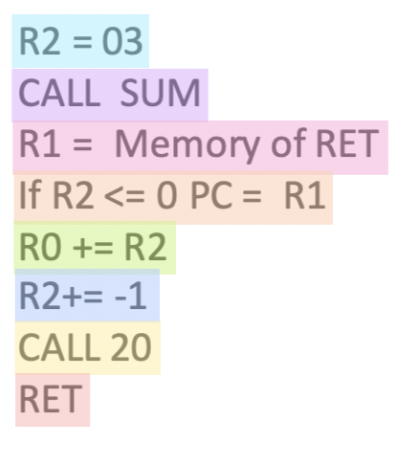 R2 = 03
CALL SUM
R1 = Memory of RET
If R2 <= 0 PC = R1
R0 += R2
R2+= -1
CALL 20
RET